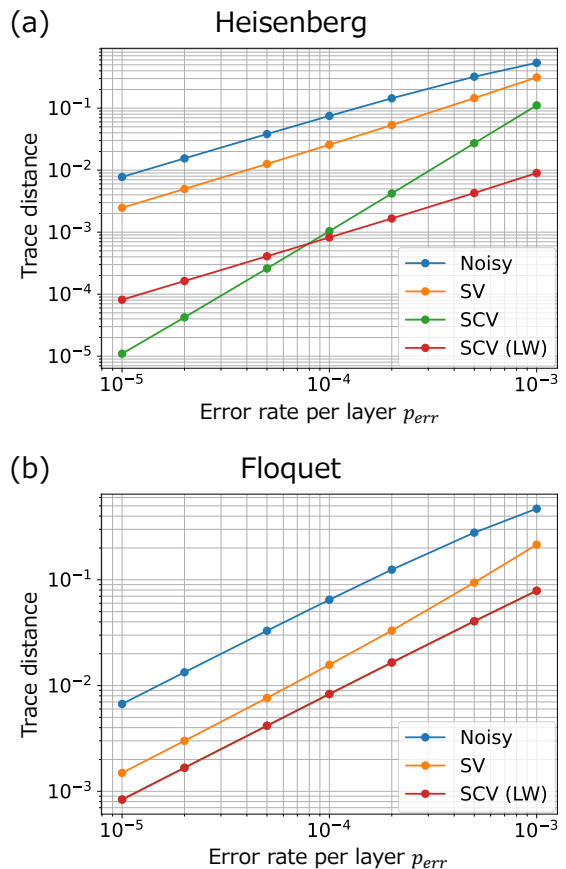 (a) Heisenberg
Trace distance
10⁻¹
10⁻²
10⁻³
10⁻⁴
10⁻⁵
Noisy
SV
SCV
SCV (LW)
10⁻⁵ 10⁻⁴ 10⁻³
Error rate per layer p_err
(b) Floquet
Trace distance
10⁻¹
10⁻²
10⁻³
Noisy
SV
SCV (LW)
10⁻⁵ 10⁻⁴ 10⁻³
Error rate per layer p_err